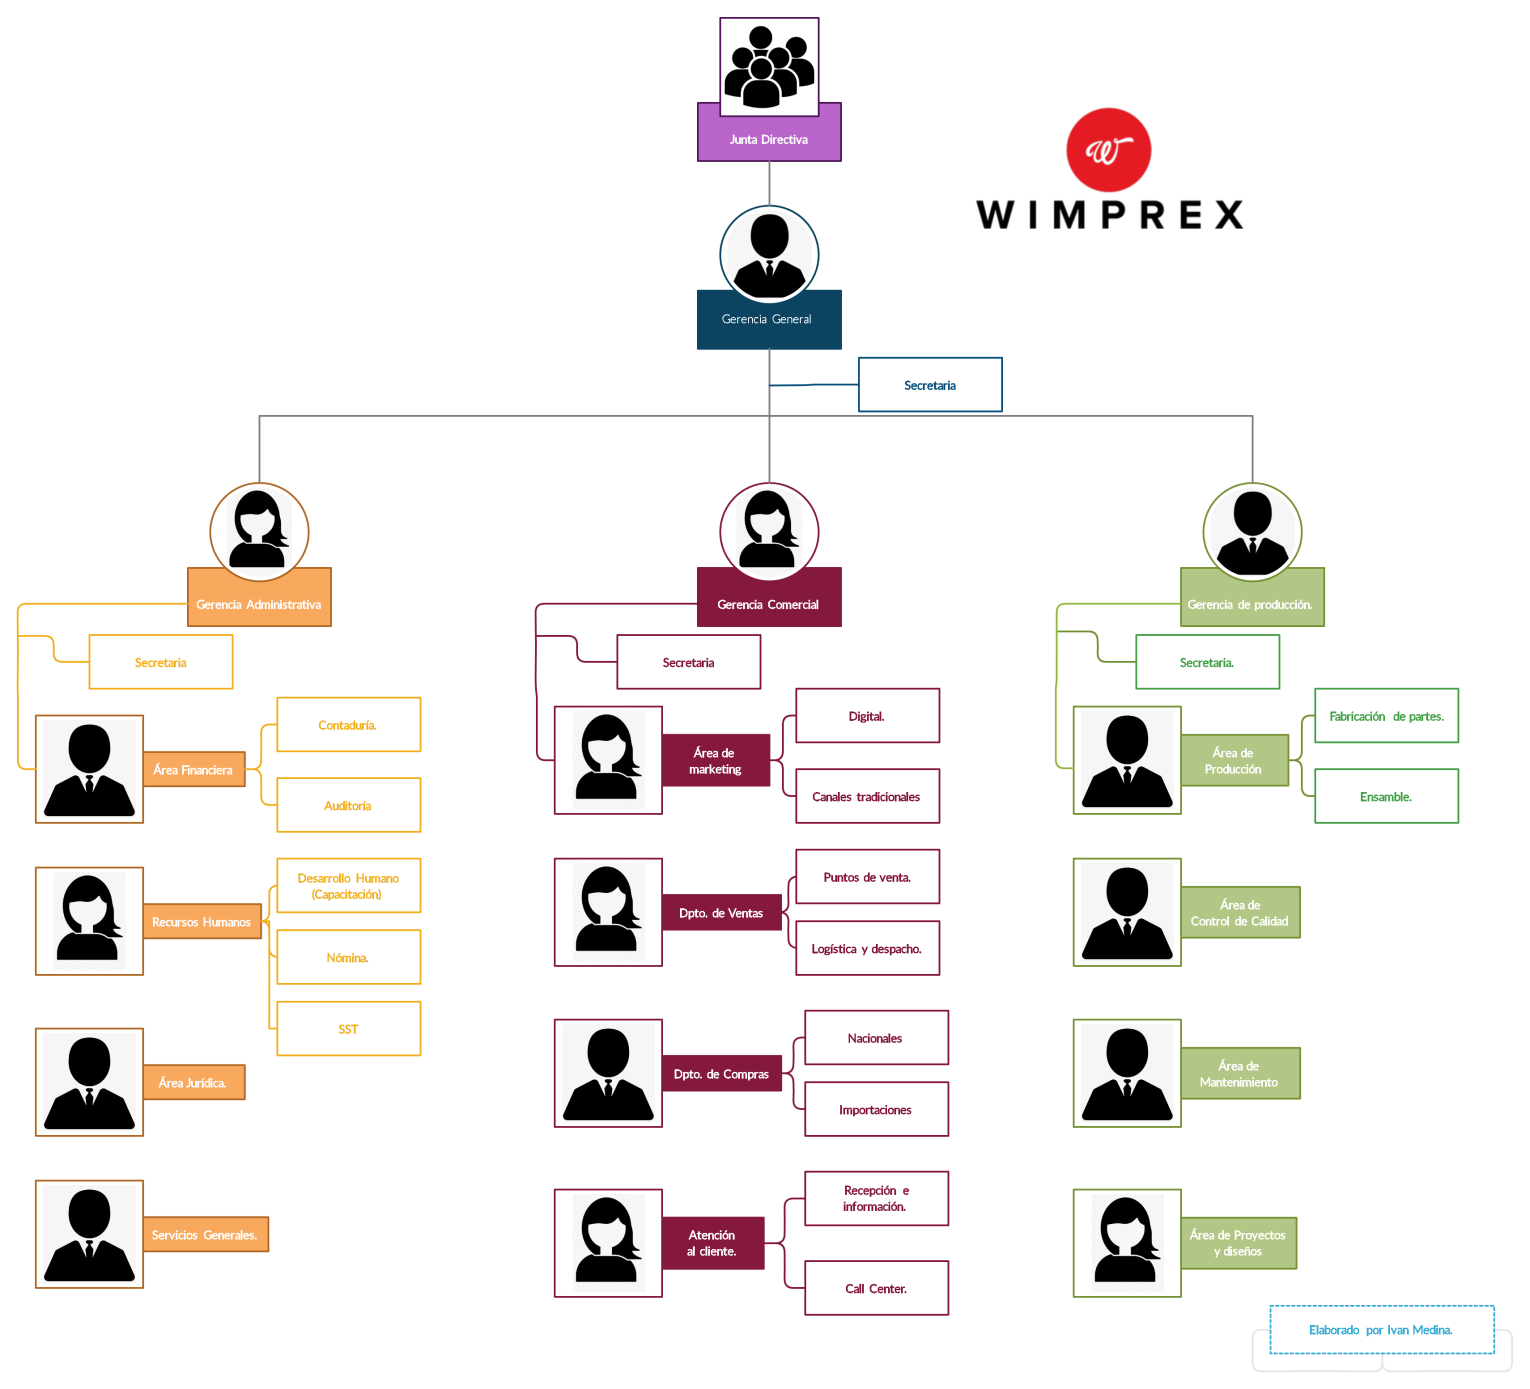 Junta Directiva
w
WIMPREX
Gerencia General
Secretaria
Gerencia Administrativa
Secretaria
Área Financiera
Contaduría.
Auditoría
Recursos Humanos
Desarrollo Humano
(Capacitación)
Nómina.
SST
Área Jurídica.
Servicios Generales.
Gerencia Comercial
Secretaria
Área de
marketing
Digital.
Canales tradicionales
Dpto. de Ventas
Puntos de venta.
Logística y despacho.
Dpto. de Compras
Nacionales
Importaciones
Atención
al cliente.
Recepción e
información.
Call Center.
Gerencia de producción.
Secretaria.
Área de
Producción
Fabricación de partes.
Ensamble.
Área de
Control de Calidad
Área de
Mantenimiento
Área de Proyectos
y diseños
Elaborado por Ivan Medina.